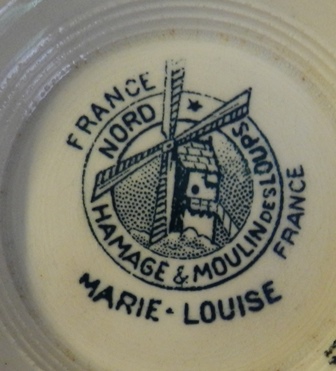 FRANCE
NORD
HAMAGE & MOULIN DES LOUPS
FRANCE
MARIE - LOUISE